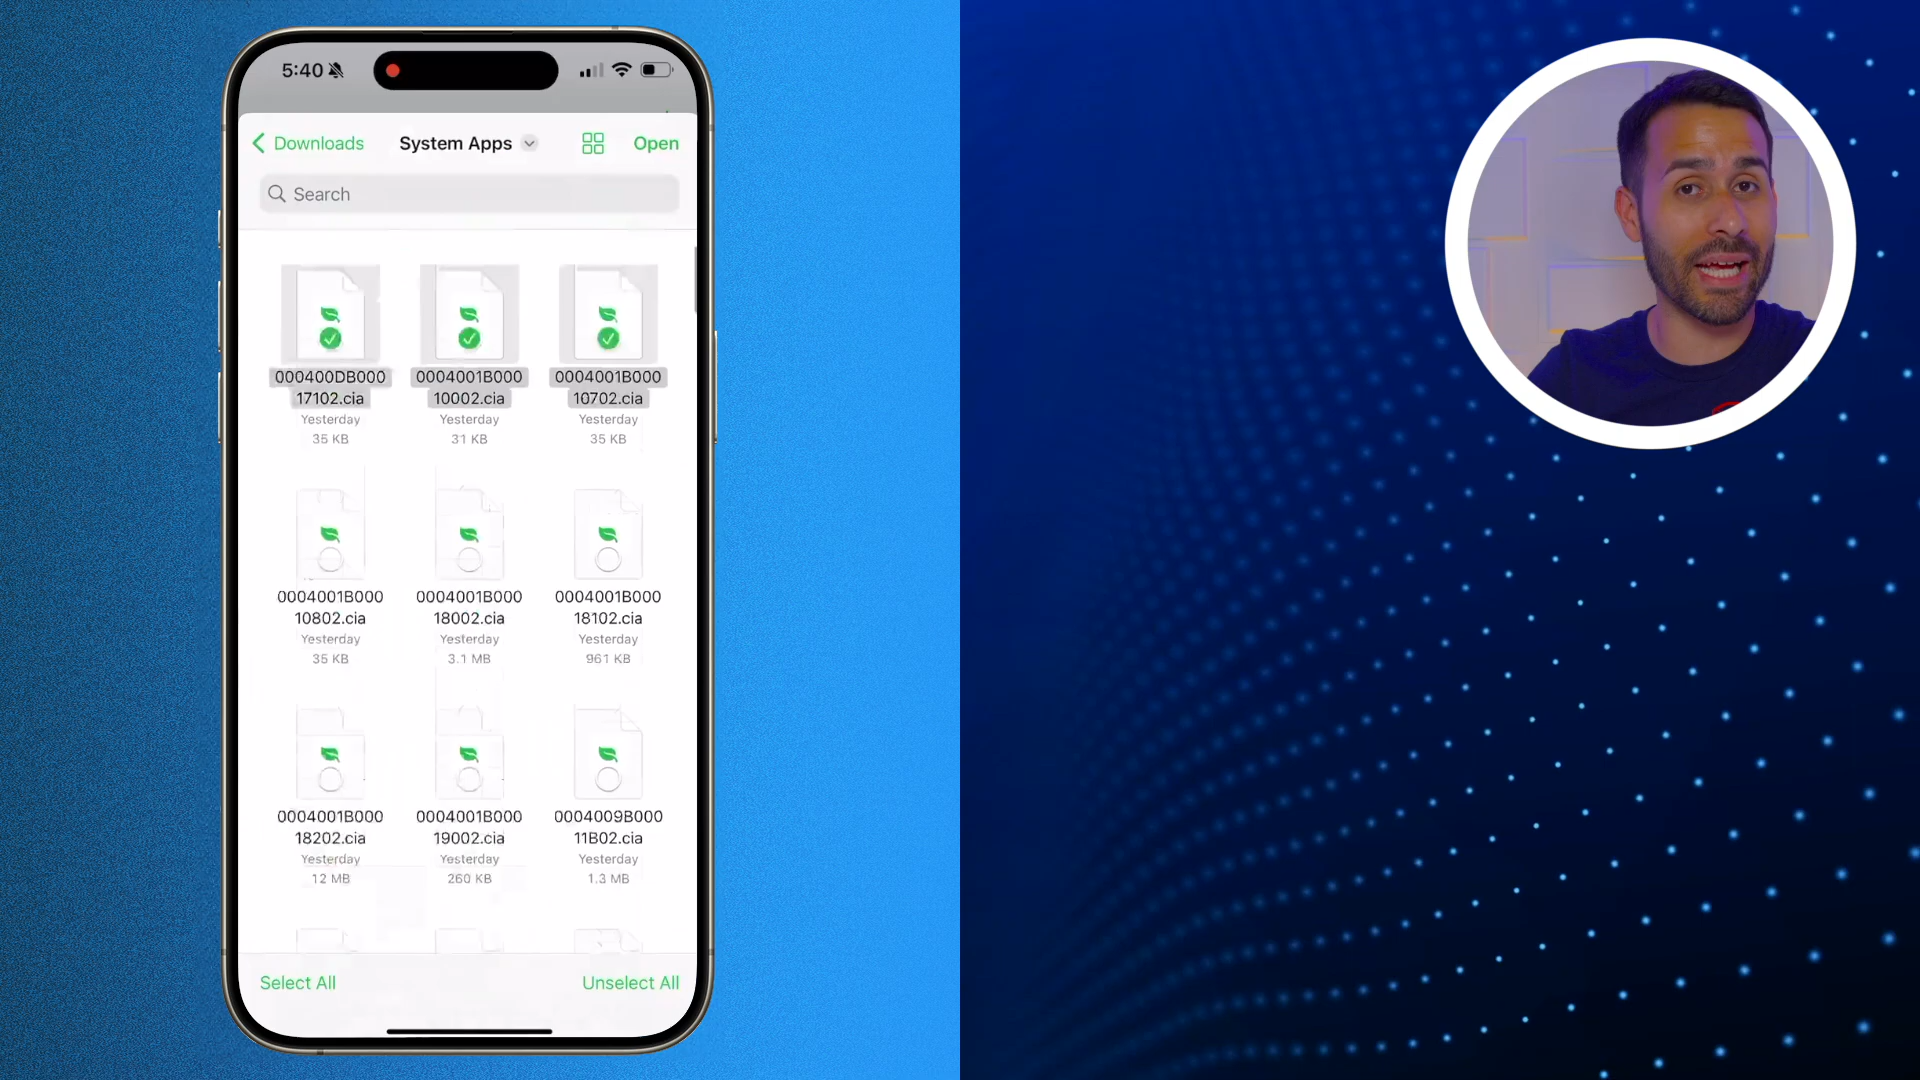 5:40
Downloads System Apps Open
Search
000400DB000 0004001B000 0004001B000
17102.cia 10002.cia 10702.cia
Yesterday Yesterday Yesterday
35 KB 31 KB 35 KB
0004001B000 0004001B000 0004001B000
10802.cia 18002.cia 18102.cia
Yesterday Yesterday Yesterday
35 KB 3.1 MB 961 KB
0004001B000 0004001B000 0004009B000
18202.cia 19002.cia 11B02.cia
Yesterday Yesterday Yesterday
12 MB 260 KB 1.3 MB
Select All Unselect All